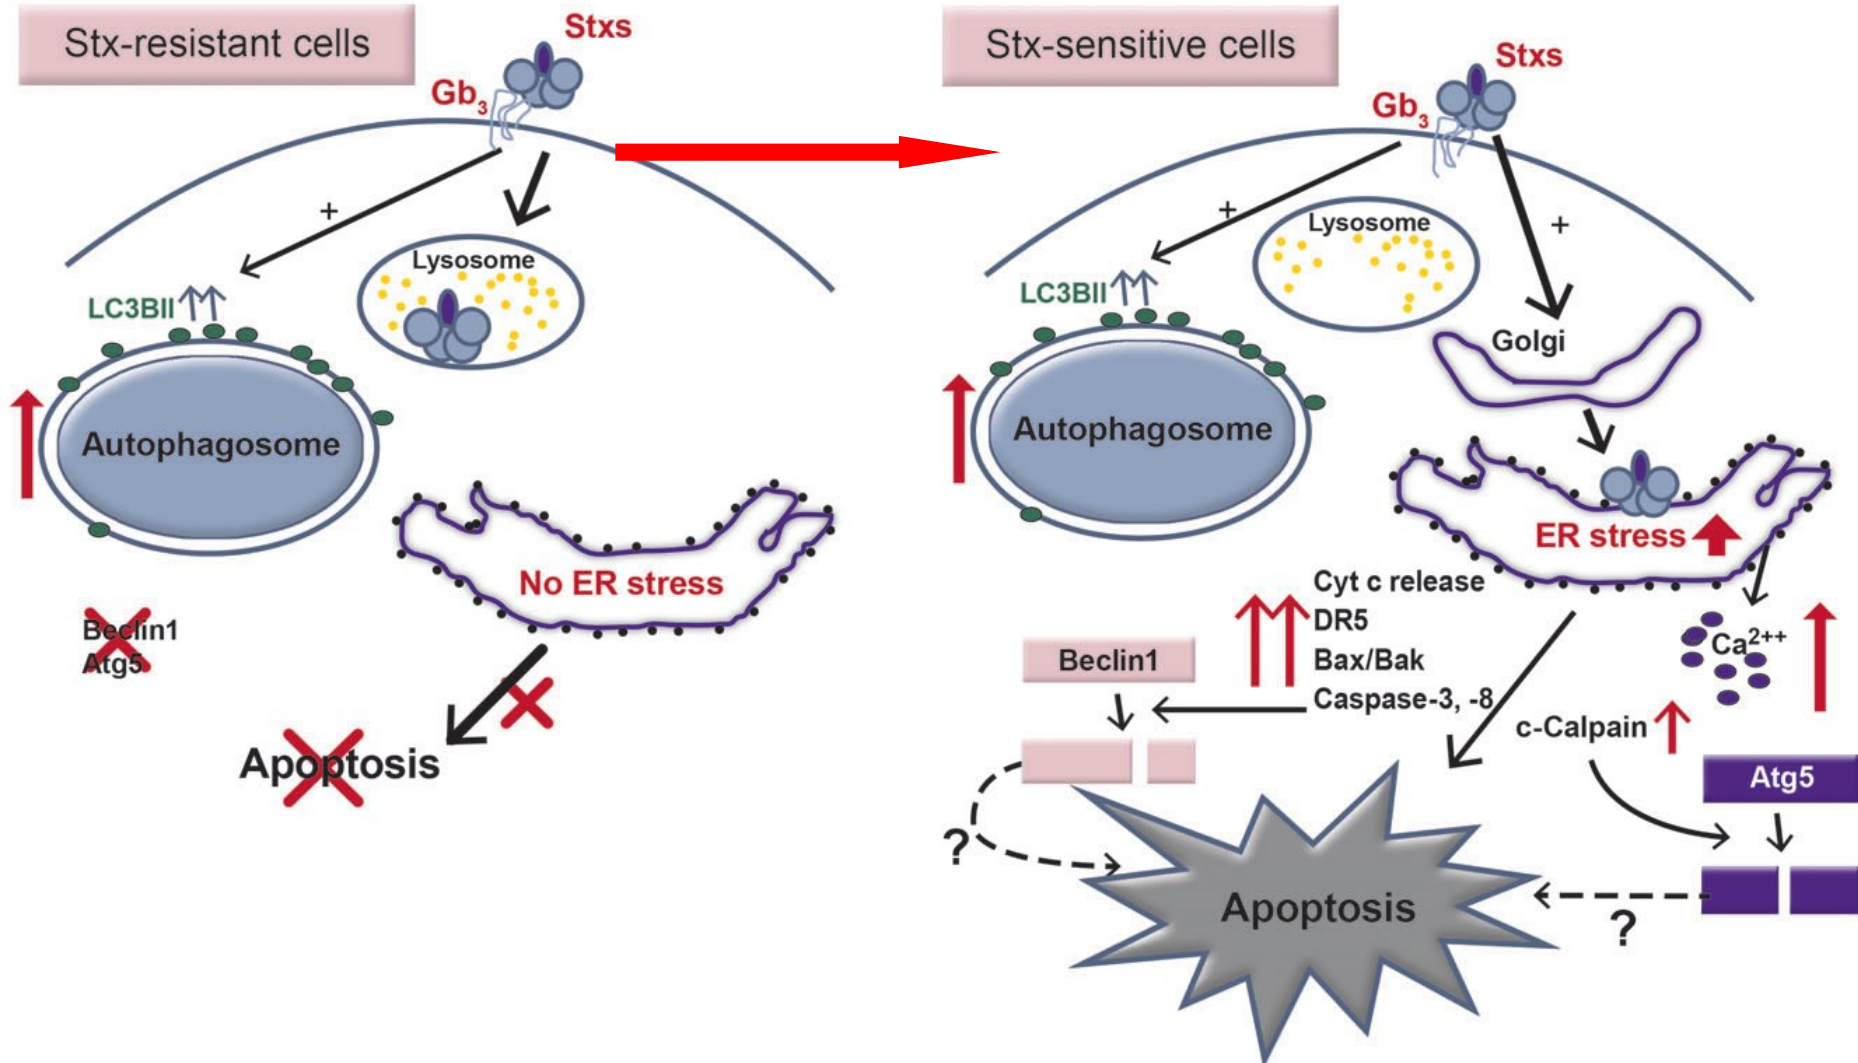 Stx-resistant cells
Stxs
Gb3
+
Lysosome
LC3BII
Autophagosome
No ER stress
Beclin1
Atg5
Apoptosis
Stx-sensitive cells
Stxs
Gb3
+
+
Lysosome
LC3BII
Golgi
Autophagosome
ER stress
Cyt c release
DR5
Bax/Bak
Caspase-3, -8
Beclin1
Ca2++
c-Calpain
Atg5
?
Apoptosis
?